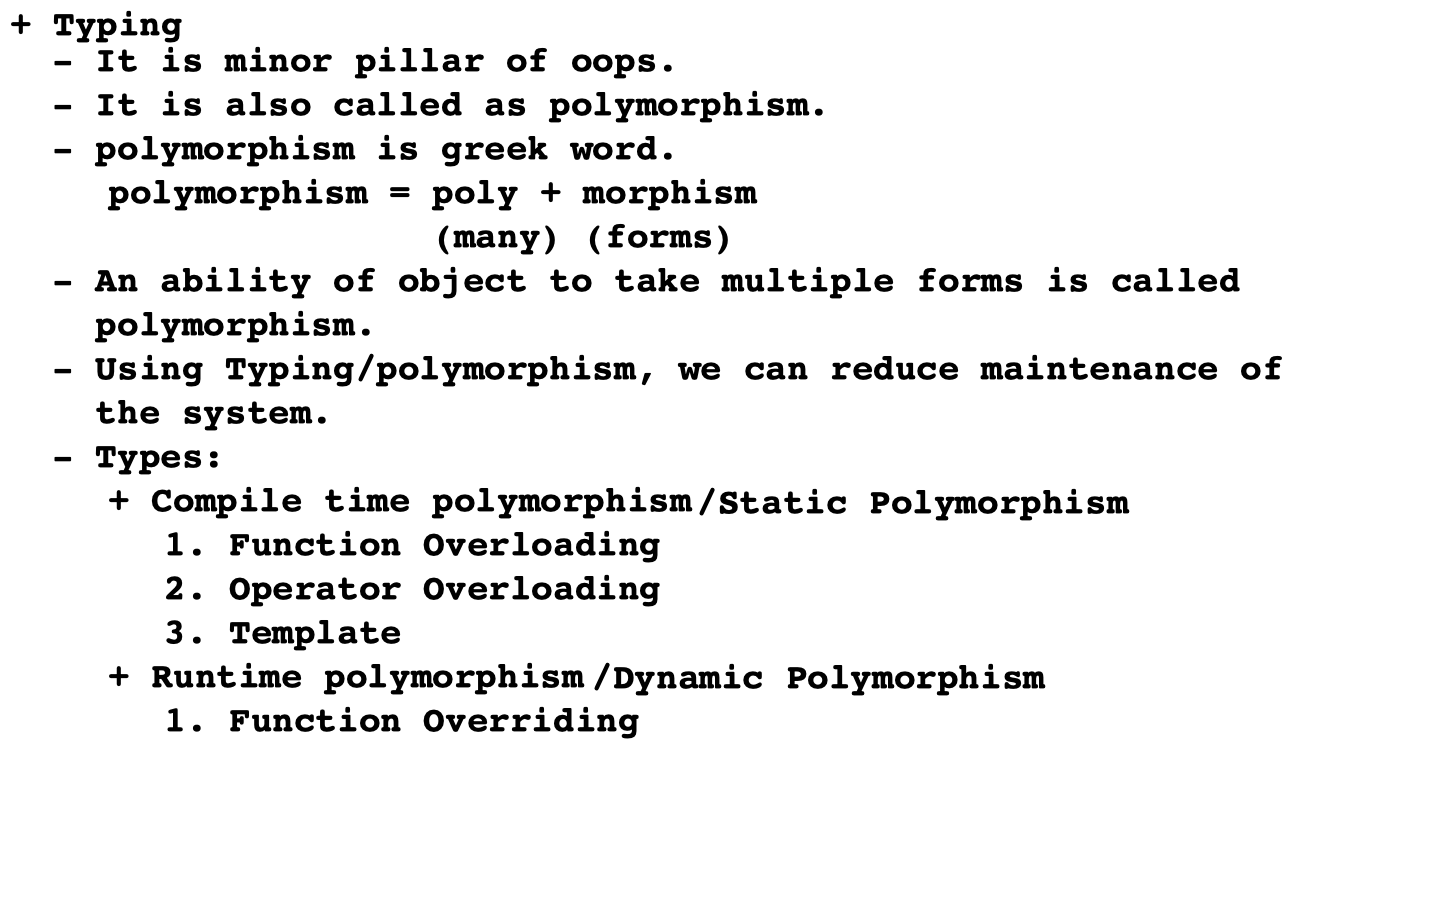 + Typing
- It is minor pillar of oops.
- It is also called as polymorphism.
- polymorphism is greek word.
polymorphism = poly + morphism
(many) (forms)
- An ability of object to take multiple forms is called
polymorphism.
- Using Typing/polymorphism, we can reduce maintenance of
the system.
- Types:
+ Compile time polymorphism/Static Polymorphism
1. Function Overloading
2. Operator Overloading
3. Template
+ Runtime polymorphism/Dynamic Polymorphism
1. Function Overriding